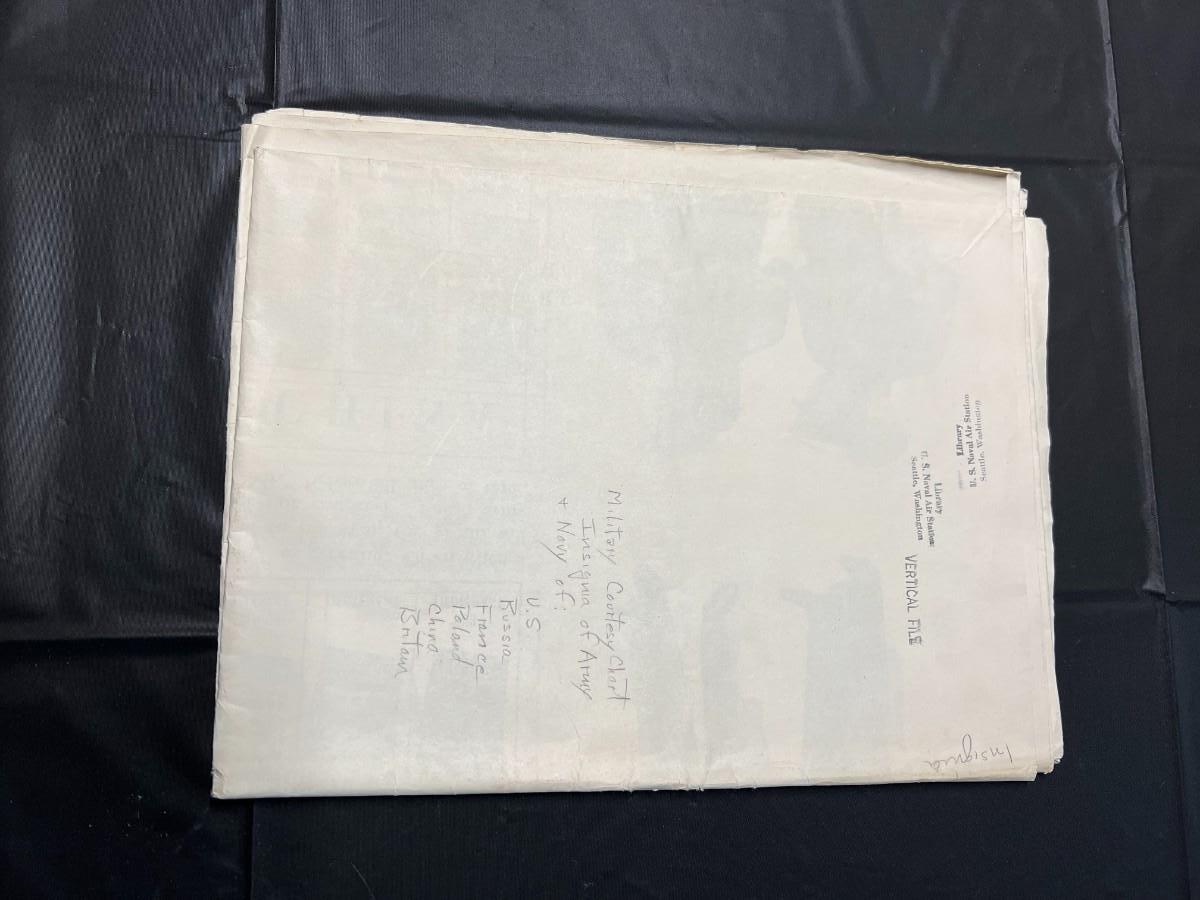 Library
U. S. Naval Air Station
Seattle, Washington
Library
U. S. Naval Air Station
Seattle, Washington
VERTICAL FILE
Insignia
Military Courtesy Chart
Insignia of Army
+ Navy of:
U.S
Russia
France
Poland
China
Britain